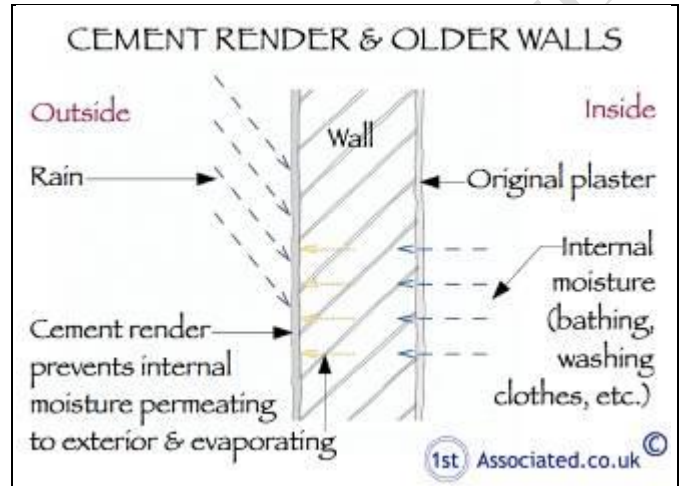 CEMENT RENDER & OLDER WALLS
Outside
Inside
Wall
Rain
Original plaster
Internal
moisture
(bathing,
washing
clothes, etc.)
Cement render
prevents internal
moisture permeating
to exterior & evaporating
1st Associated.co.uk ©